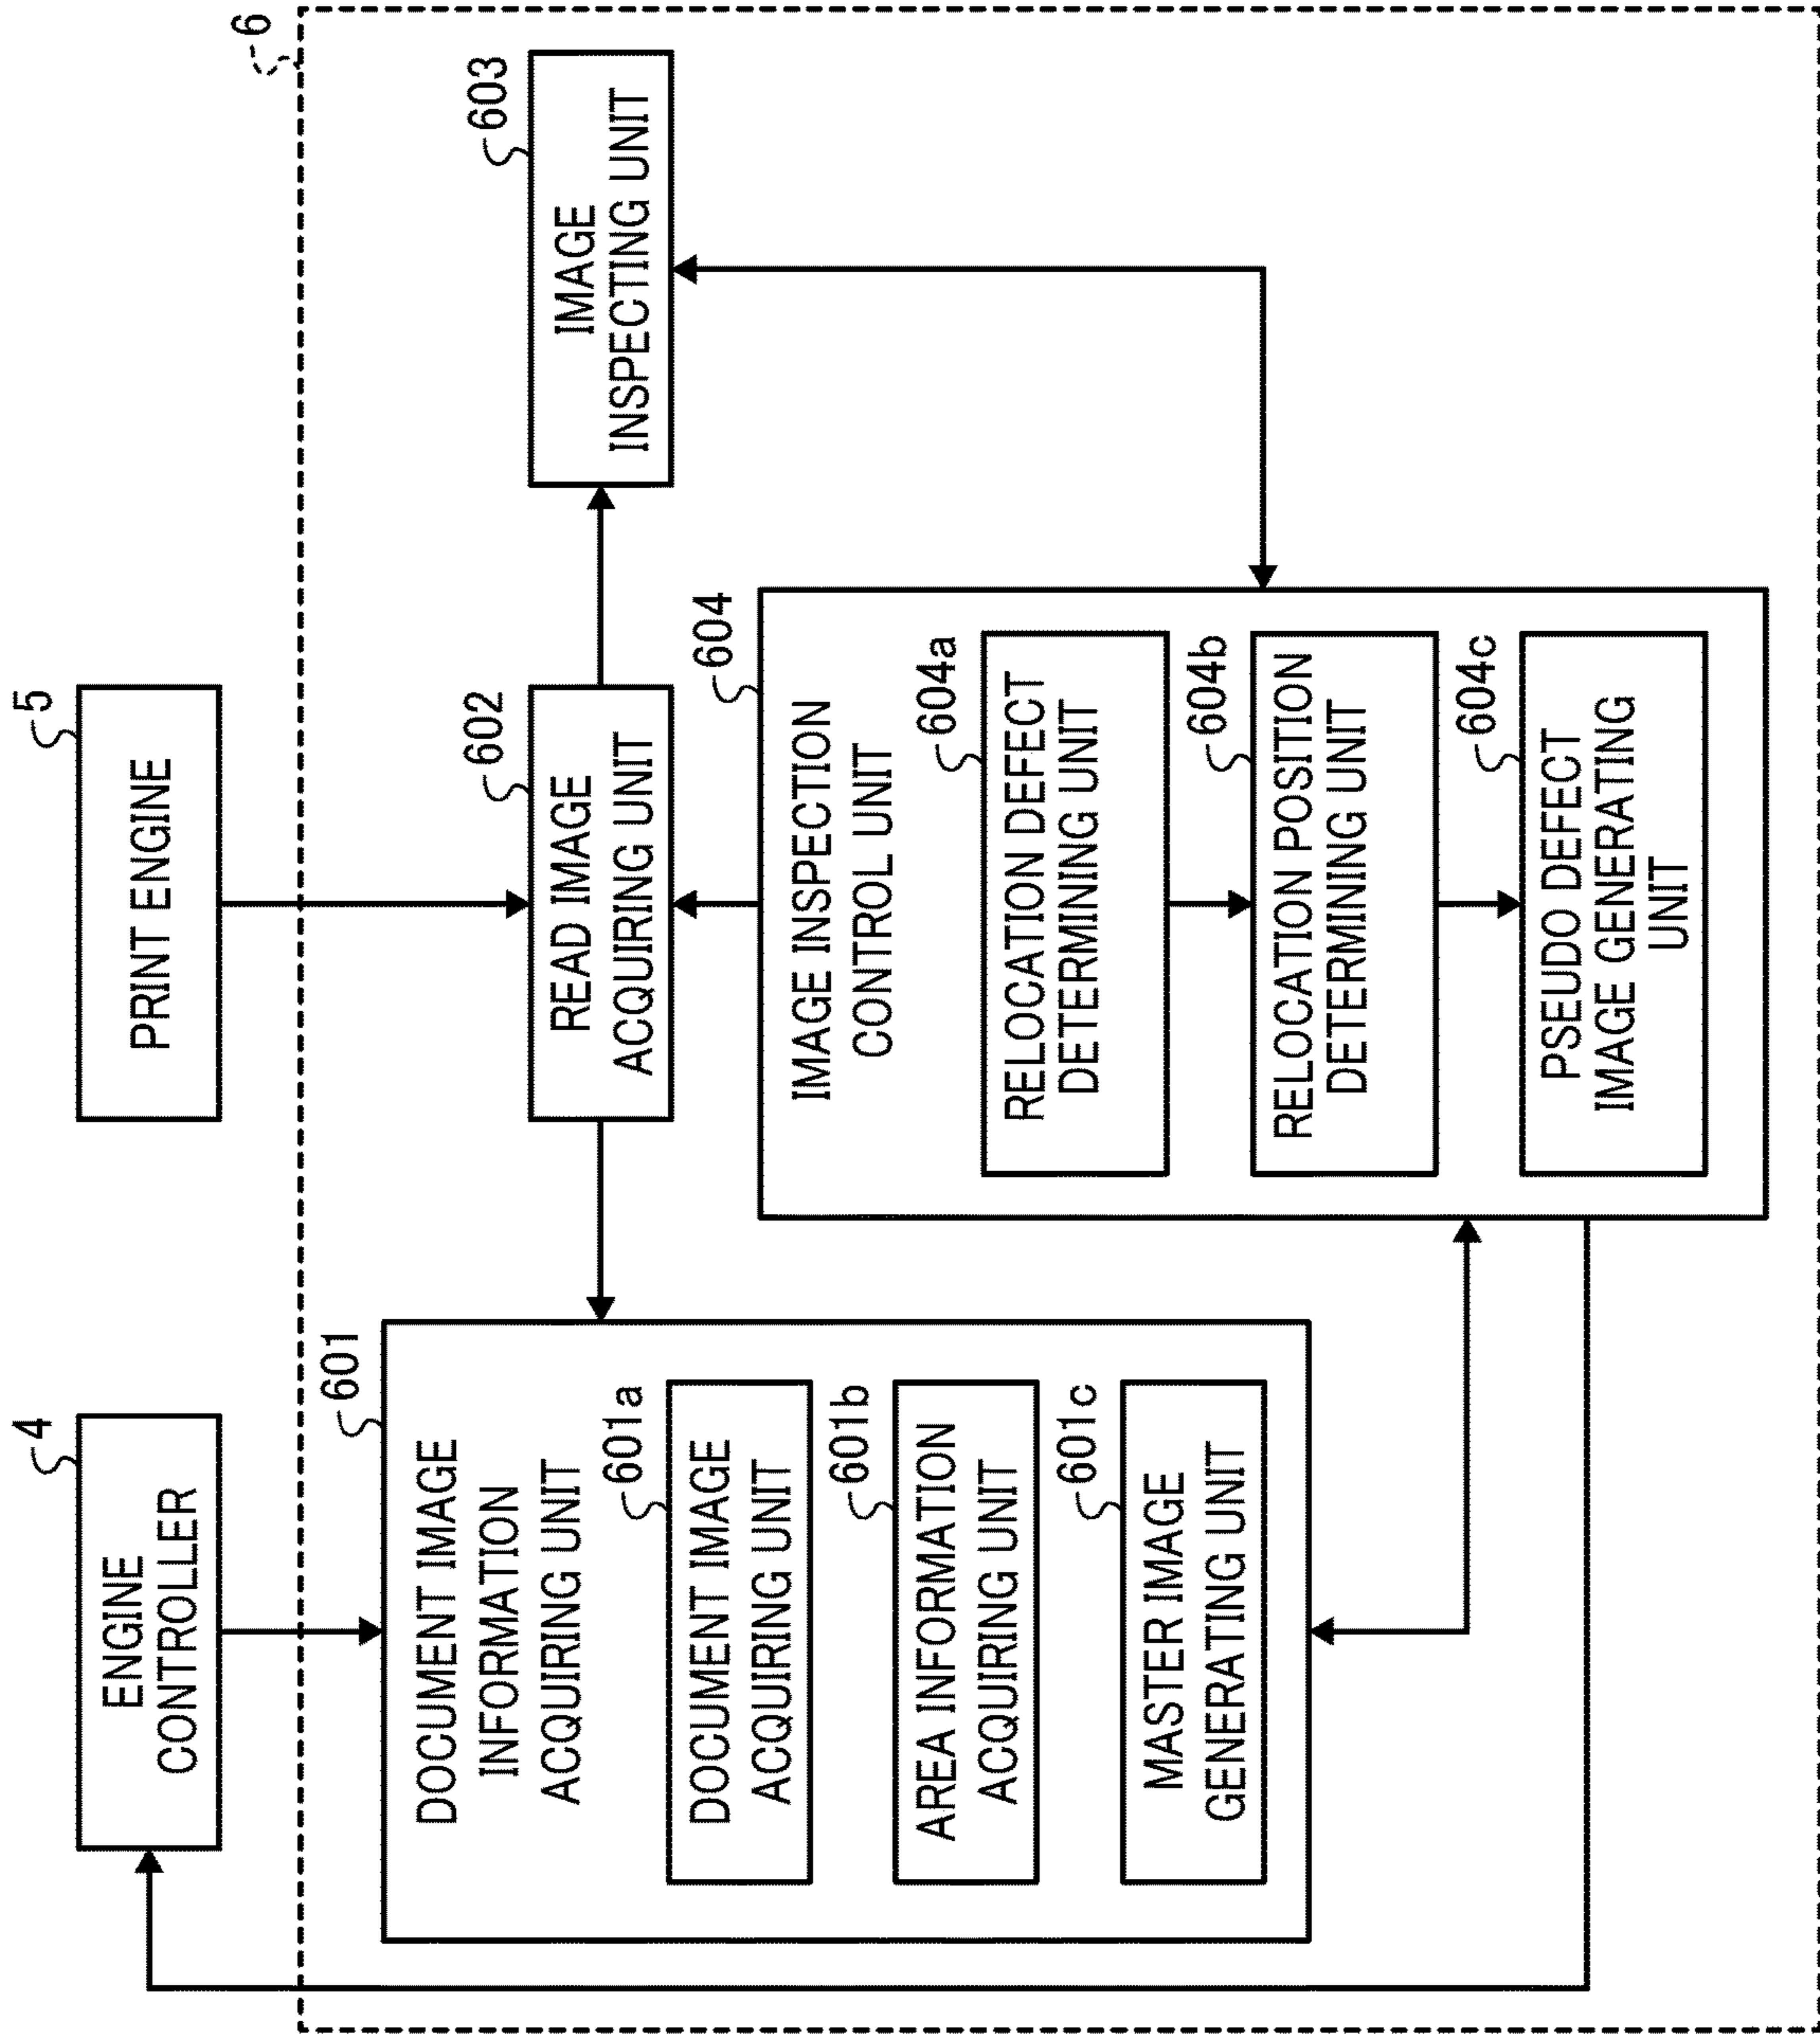 4
ENGINE
CONTROLLER
5
PRINT ENGINE
6
601
DOCUMENT IMAGE
INFORMATION
ACQUIRING UNIT
601a
DOCUMENT IMAGE
ACQUIRING UNIT
601b
AREA INFORMATION
ACQUIRING UNIT
601c
MASTER IMAGE
GENERATING UNIT
602
READ IMAGE
ACQUIRING UNIT
603
IMAGE
INSPECTING UNIT
604
IMAGE INSPECTION
CONTROL UNIT
604a
RELOCATION DEFECT
DETERMINING UNIT
604b
RELOCATION POSITION
DETERMINING UNIT
604c
PSEUDO DEFECT
IMAGE GENERATING
UNIT